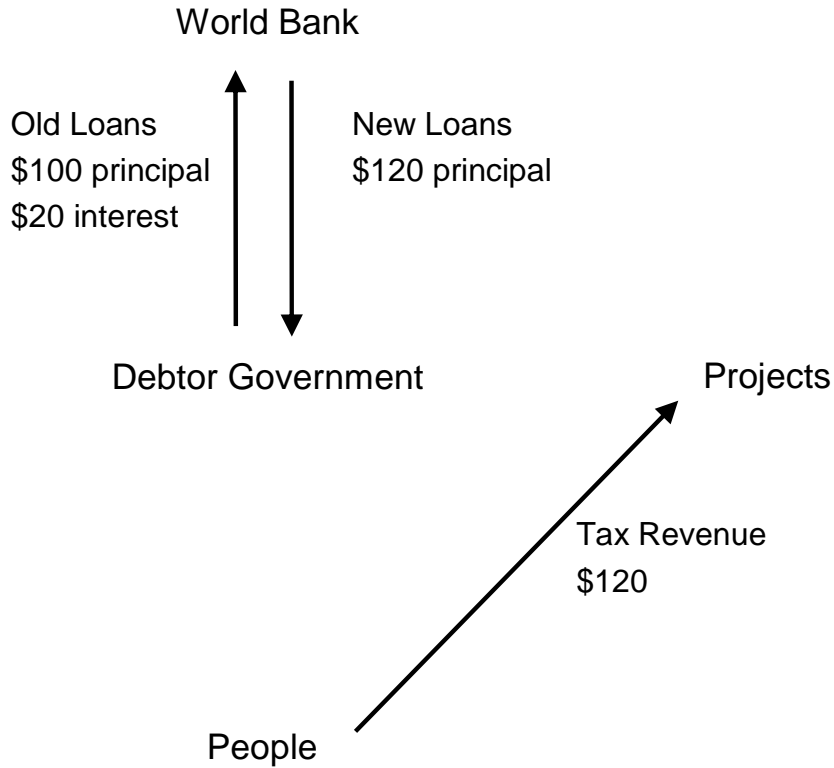 World Bank
Old Loans
$100 principal
$20 interest
New Loans
$120 principal
Debtor Government
Projects
Tax Revenue
$120
People